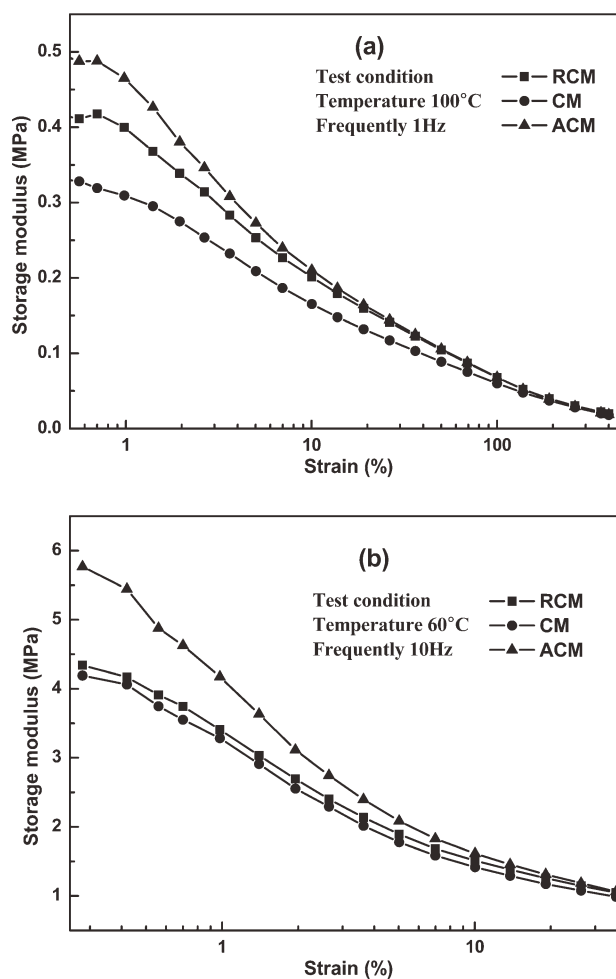 (a)
0.5
0.4
0.3
0.2
0.1
0.0
Storage modulus (MPa)
Test condition
Temperature 100°C
Frequently 1Hz
RCM
CM
ACM
1
10
100
Strain (%)
(b)
6
5
4
3
2
1
Storage modulus (MPa)
Test condition
Temperature 60°C
Frequently 10Hz
RCM
CM
ACM
1
10
Strain (%)